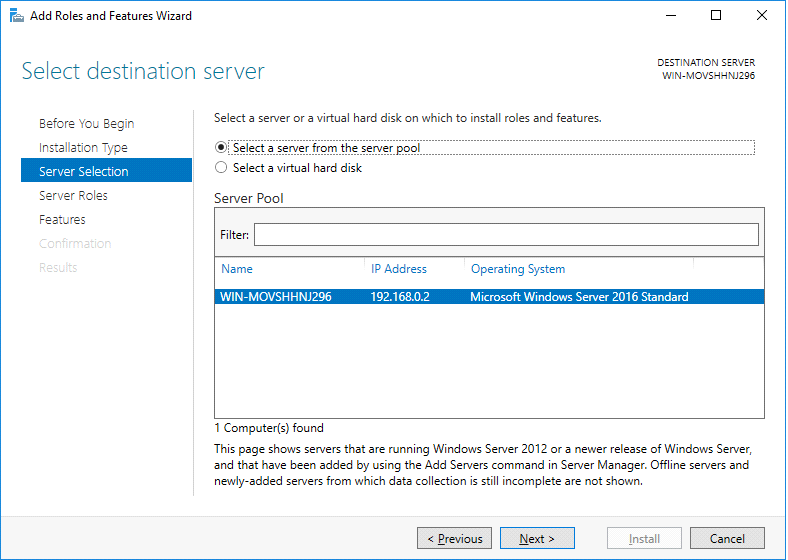 Add Roles and Features Wizard
Select destination server
DESTINATION SERVER
WIN-MOVSHHNJ296
Before You Begin
Installation Type
Server Selection
Server Roles
Features
Confirmation
Results
Select a server or a virtual hard disk on which to install roles and features.
Select a server from the server pool
Select a virtual hard disk
Server Pool
Filter:
Name IP Address Operating System
WIN-MOVSHHNJ296 192.168.0.2 Microsoft Windows Server 2016 Standard
1 Computer(s) found
This page shows servers that are running Windows Server 2012 or a newer release of Windows Server,
and that have been added by using the Add Servers command in Server Manager. Offline servers and
newly-added servers from which data collection is still incomplete are not shown.
< Previous Next > Install Cancel